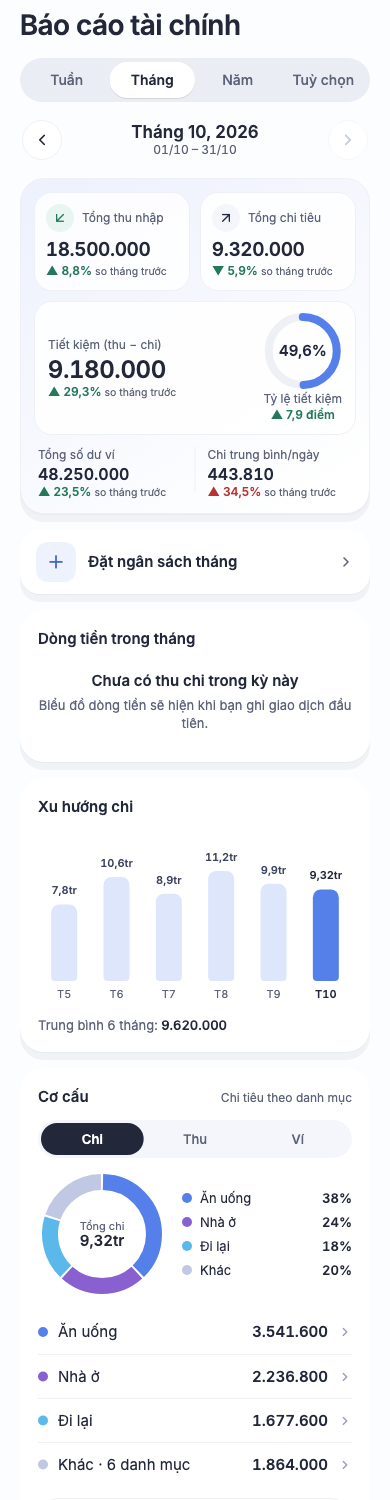 Báo cáo tài chính
Tuần
Tháng
Năm
Tuỳ chọn
Tháng 10, 2026
01/10 – 31/10
Tổng thu nhập
18.500.000
▲ 8,8% so tháng trước
Tổng chi tiêu
9.320.000
▼ 5,9% so tháng trước
Tiết kiệm (thu − chi)
9.180.000
▲ 29,3% so tháng trước
49,6%
Tỷ lệ tiết kiệm
▲ 7,9 điểm
Tổng số dư ví
48.250.000
▲ 23,5% so tháng trước
Chi trung bình/ngày
443.810
▲ 34,5% so tháng trước
Đặt ngân sách tháng
Dòng tiền trong tháng
Chưa có thu chi trong kỳ này
Biểu đồ dòng tiền sẽ hiện khi bạn ghi giao dịch đầu
tiên.
Xu hướng chi
7,8tr
10,6tr
8,9tr
11,2tr
9,9tr
9,32tr
T5
T6
T7
T8
T9
T10
Trung bình 6 tháng: 9.620.000
Cơ cấu
Chi tiêu theo danh mục
Chi
Thu
Ví
Tổng chi
9,32tr
Ăn uống 38%
Nhà ở 24%
Đi lại 18%
Khác 20%
Ăn uống 3.541.600
Nhà ở 2.236.800
Đi lại 1.677.600
Khác · 6 danh mục 1.864.000